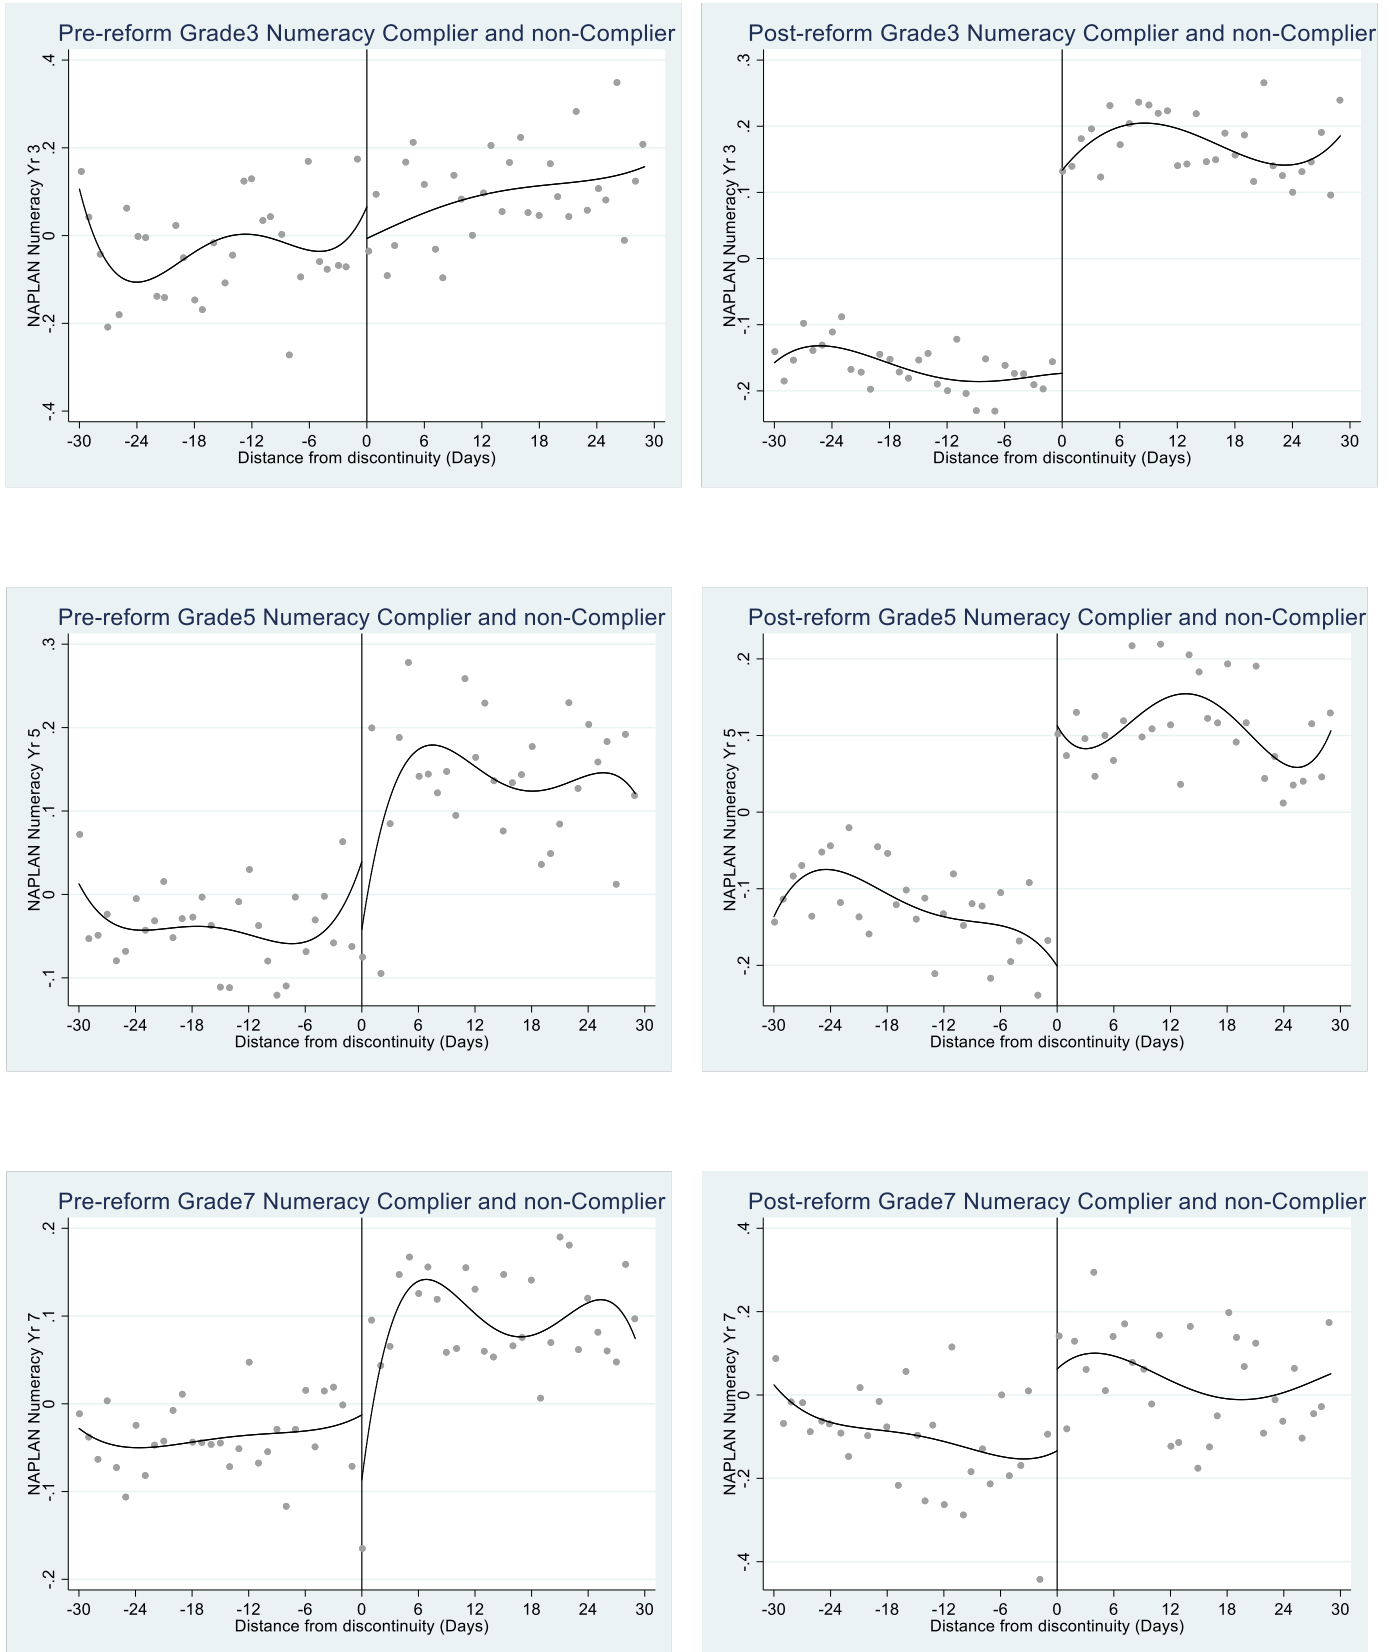 Pre-reform Grade3 Numeracy Complier and non-Complier
NAPLAN Numeracy Yr 3
.4
.2
0
-.2
-.4
-30 -24 -18 -12 -6 0 6 12 18 24 30
Distance from discontinuity (Days)
Post-reform Grade3 Numeracy Complier and non-Complier
NAPLAN Numeracy Yr 3
.3
.2
.1
0
-.1
-.2
-30 -24 -18 -12 -6 0 6 12 18 24 30
Distance from discontinuity (Days)
Pre-reform Grade5 Numeracy Complier and non-Complier
NAPLAN Numeracy Yr 5
.3
.2
.1
0
-.1
-30 -24 -18 -12 -6 0 6 12 18 24 30
Distance from discontinuity (Days)
Post-reform Grade5 Numeracy Complier and non-Complier
NAPLAN Numeracy Yr 5
.2
.1
0
-.1
-.2
-30 -24 -18 -12 -6 0 6 12 18 24 30
Distance from discontinuity (Days)
Pre-reform Grade7 Numeracy Complier and non-Complier
NAPLAN Numeracy Yr 7
.2
.1
0
-.1
-.2
-30 -24 -18 -12 -6 0 6 12 18 24 30
Distance from discontinuity (Days)
Post-reform Grade7 Numeracy Complier and non-Complier
NAPLAN Numeracy Yr 7
.4
.2
0
-.2
-.4
-30 -24 -18 -12 -6 0 6 12 18 24 30
Distance from discontinuity (Days)